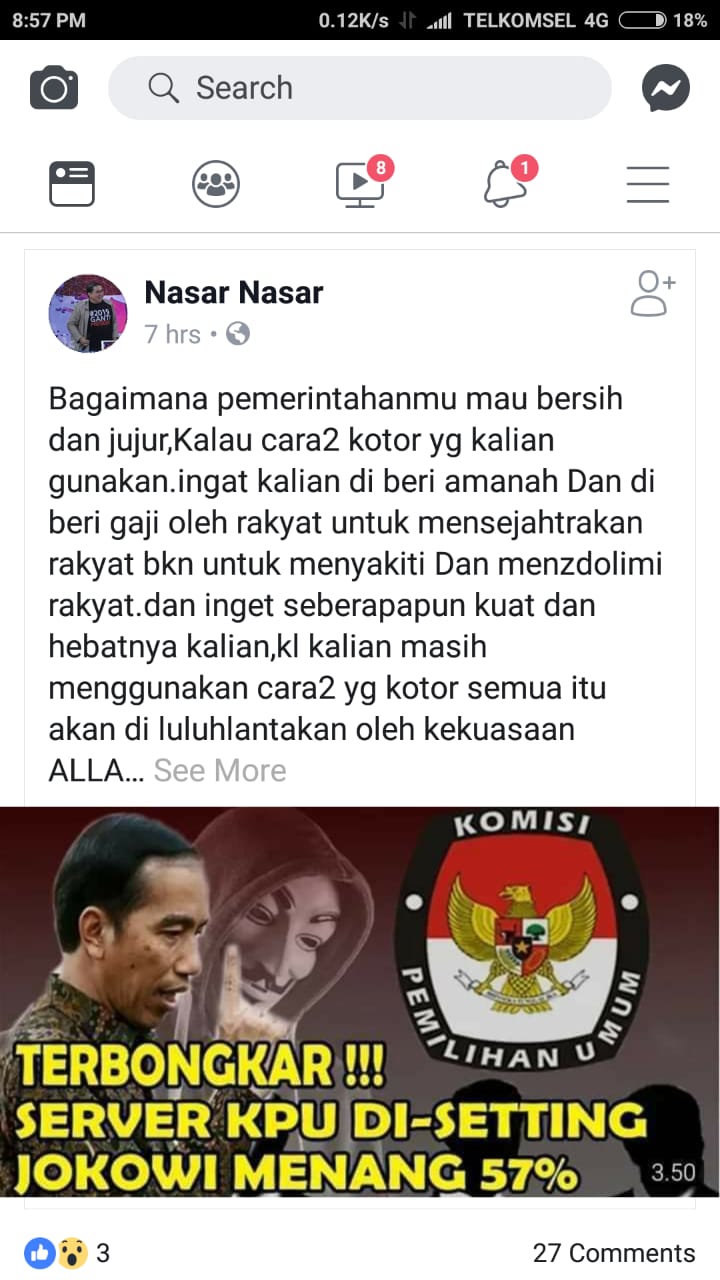 8:57 PM 0.12K/s TELKOMSEL 4G 18%
Search
8 1
#2019
GANTI
Nasar Nasar
7 hrs •
Bagaimana pemerintahanmu mau bersih
dan jujur,Kalau cara2 kotor yg kalian
gunakan.ingat kalian di beri amanah Dan di
beri gaji oleh rakyat untuk mensejahtrakan
rakyat bkn untuk menyakiti Dan menzdolimi
rakyat.dan inget seberapapun kuat dan
hebatnya kalian,kl kalian masih
menggunakan cara2 yg kotor semua itu
akan di luluhlantakan oleh kekuasaan
ALLA... See More
KOMISI
PEMILIHAN UMUM
TERBONGKAR !!!
SERVER KPU DI-SETTING
JOKOWI MENANG 57%
3.50
3 27 Comments